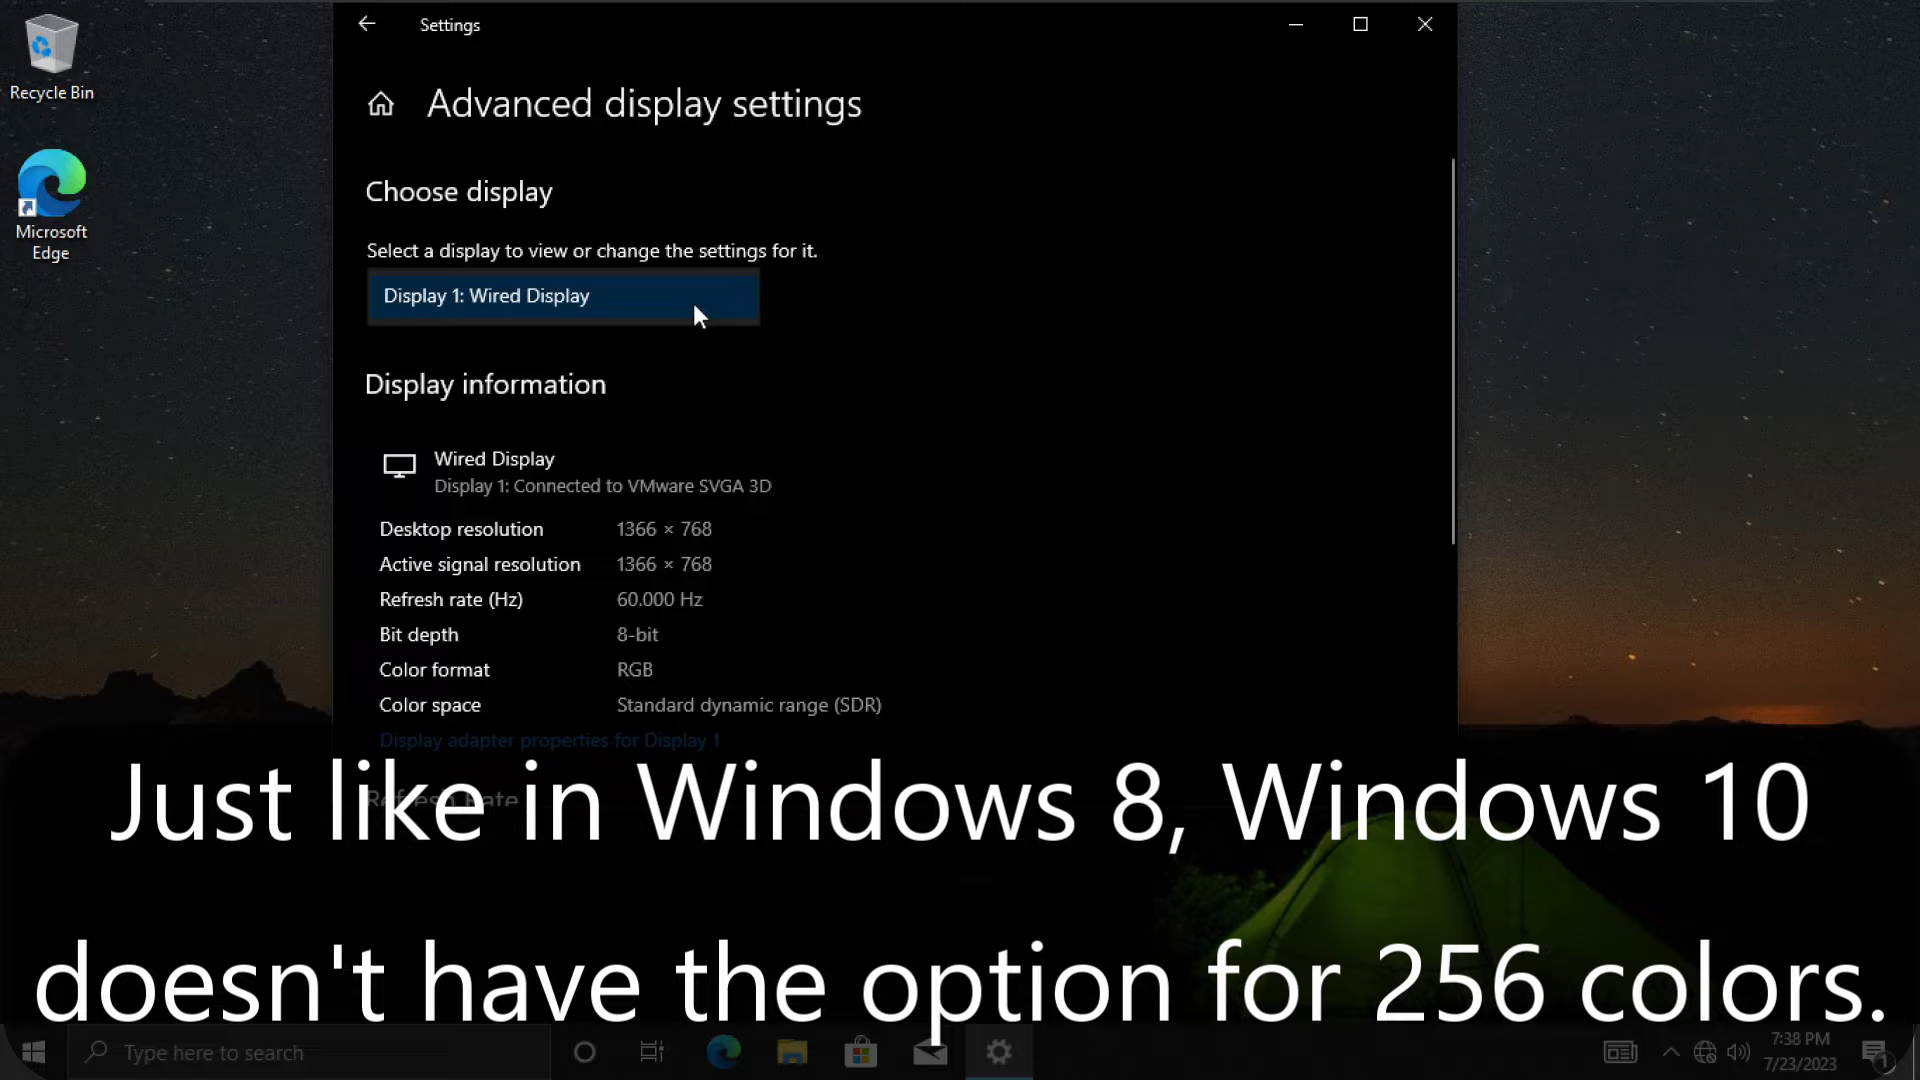 Recycle Bin
Microsoft
Edge
Settings
Advanced display settings
Choose display
Select a display to view or change the settings for it.
Display 1: Wired Display
Display information
Wired Display
Display 1: Connected to VMware SVGA 3D
Desktop resolution 1366 × 768
Active signal resolution 1366 × 768
Refresh rate (Hz) 60.000 Hz
Bit depth 8-bit
Color format RGB
Color space Standard dynamic range (SDR)
Display adapter properties for Display 1
Refresh Rate
Just like in Windows 8, Windows 10
doesn't have the option for 256 colors.
Type here to search
7:38 PM
7/23/2023
1